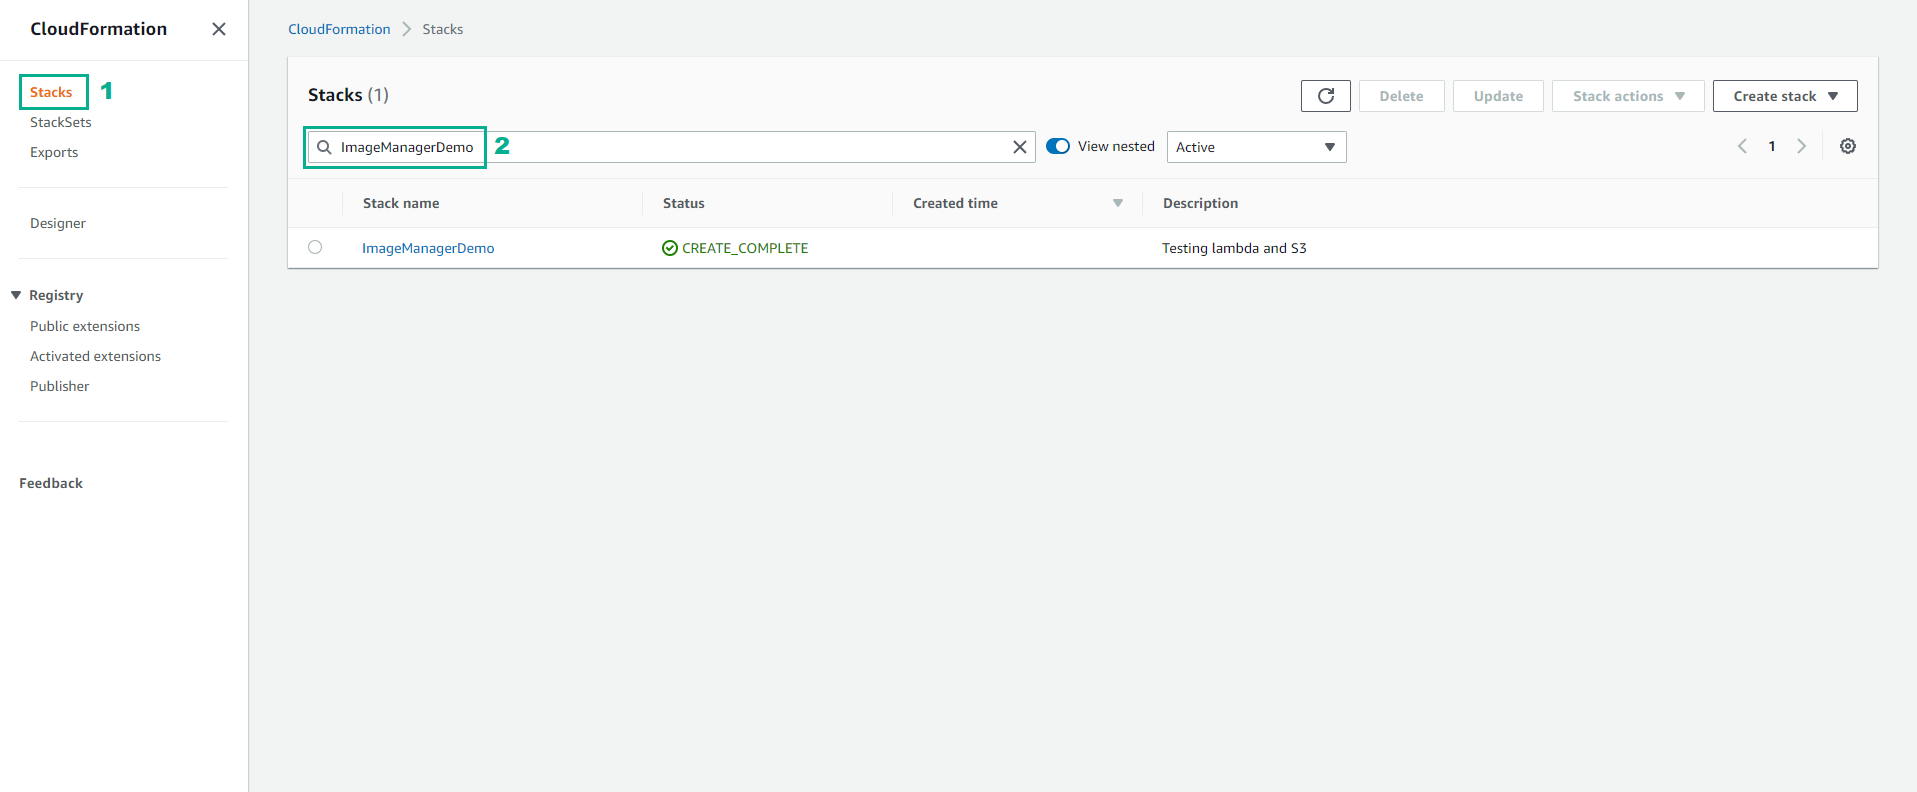 CloudFormation
Stacks 1
StackSets
Exports
Designer
Registry
Public extensions
Activated extensions
Publisher
Feedback
CloudFormation Stacks
Stacks (1)
Delete Update Stack actions Create stack
ImageManagerDemo 2 View nested Active 1
Stack name Status Created time Description
ImageManagerDemo CREATE_COMPLETE Testing lambda and S3